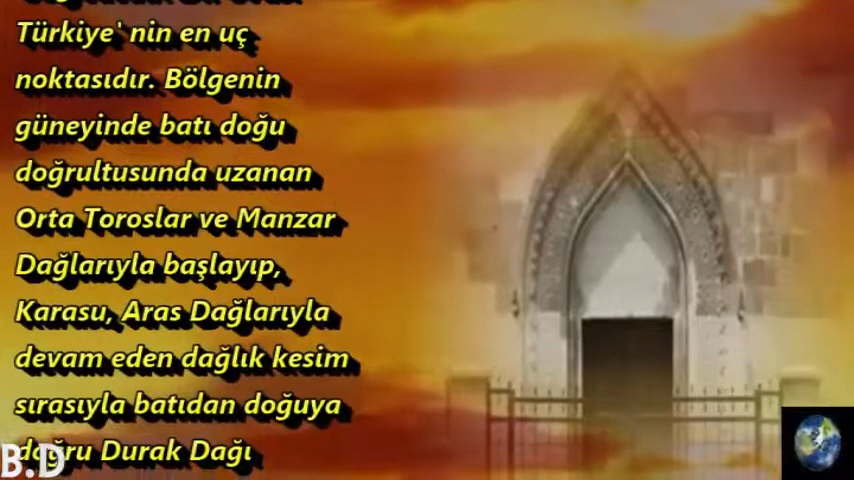 Türkiye' nin en uç
noktasıdır. Bölgenin
güneyinde batı doğu
doğrultusunda uzanan
Orta Toroslar ve Manzar
Dağlarıyla başlayıp,
Karasu, Aras Dağlarıyla
devam eden dağlık kesim
sırasıyla batıdan doğuya
doğru Durak Dağı
B.D